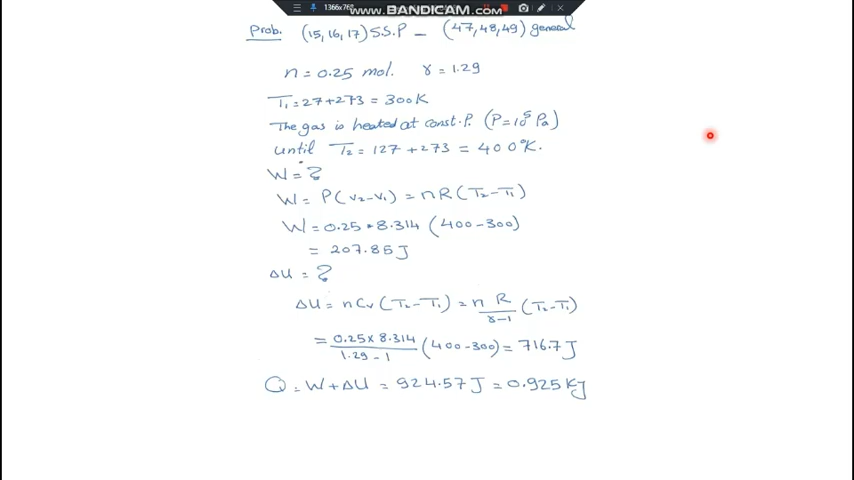 1366x768
www.BANDICAM.com
Prob. (15,16,17) S.S.P - (47,48,49) general
n = 0.25 mol. γ = 1.29
T₁ = 27+273 = 300K
The gas is heated at const. P. (P = 10⁵ Pa)
until T₂ = 127 + 273 = 400°K.
W = ?
W = P(V₂-V₁) = nR(T₂-T₁)
W = 0.25 * 8.314 (400-300)
= 207.85 J
ΔU = ?
ΔU = nCv(T₂-T₁) = n R/(γ-1) (T₂-T₁)
= 0.25 x 8.314/(1.29-1) (400-300) = 716.7 J
Q = W + ΔU = 924.57 J = 0.925 KJ